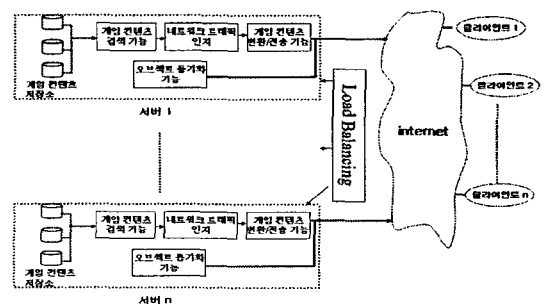 게임 컨텐츠
검색 기능
네트워크 트래픽
인지
게임 컨텐츠
변환/전송 기능
오브젝트 동기화
기능
게임 컨텐츠
저장소
서버 1
Load Balancing
internet
클라이언트 1
클라이언트 2
클라이언트 n
게임 컨텐츠
검색 기능
네트워크 트래픽
인지
게임 컨텐츠
변환/전송 기능
오브젝트 동기화
기능
게임 컨텐츠
저장소
서버 n